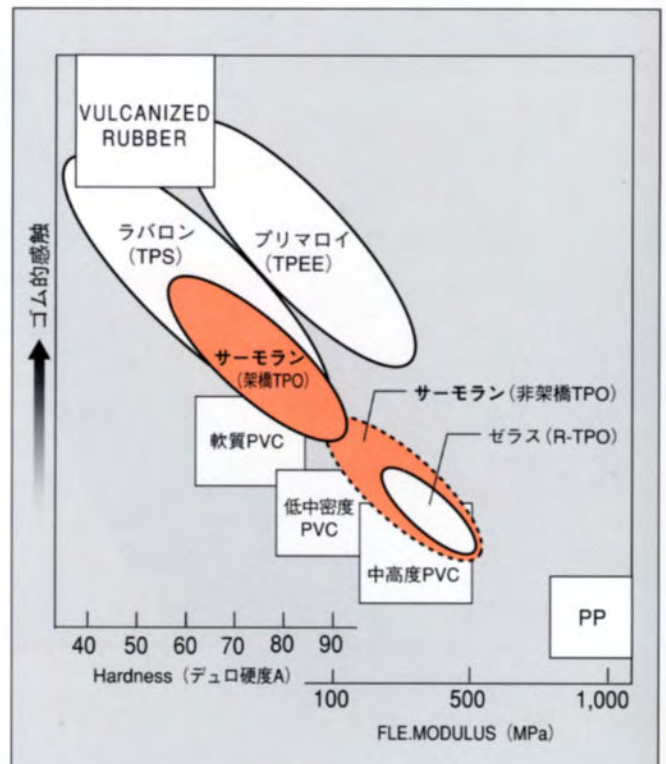 VULCANIZED
RUBBER
ラバロン
(TPS)
プリマロイ
(TPEE)
ゴム的感触
サーモラン
(架橋TPO)
サーモラン(非架橋TPO)
ゼラス(R-TPO)
軟質PVC
低中密度
PVC
中高度PVC
PP
40 50 60 70 80 90
Hardness (デュロ硬度A)
100 500 1,000
FLE.MODULUS (MPa)